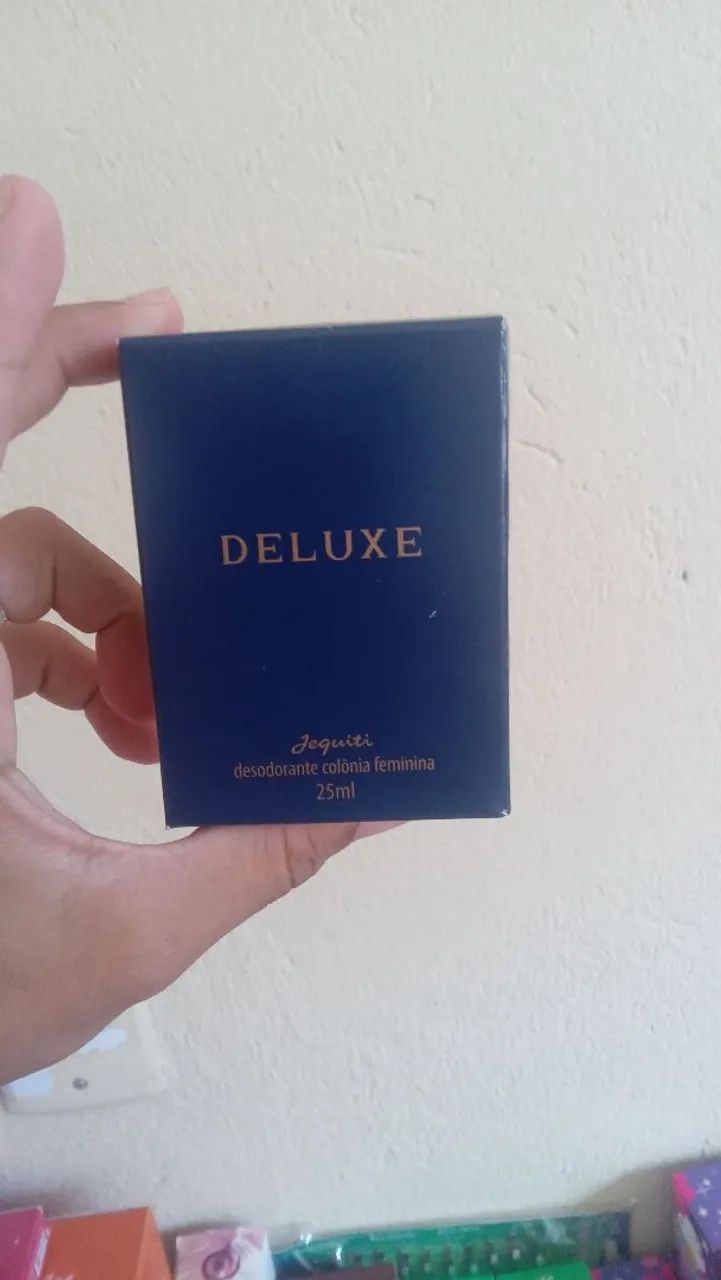 DELUXE
Jequiti
desodorante colônia feminina
25ml